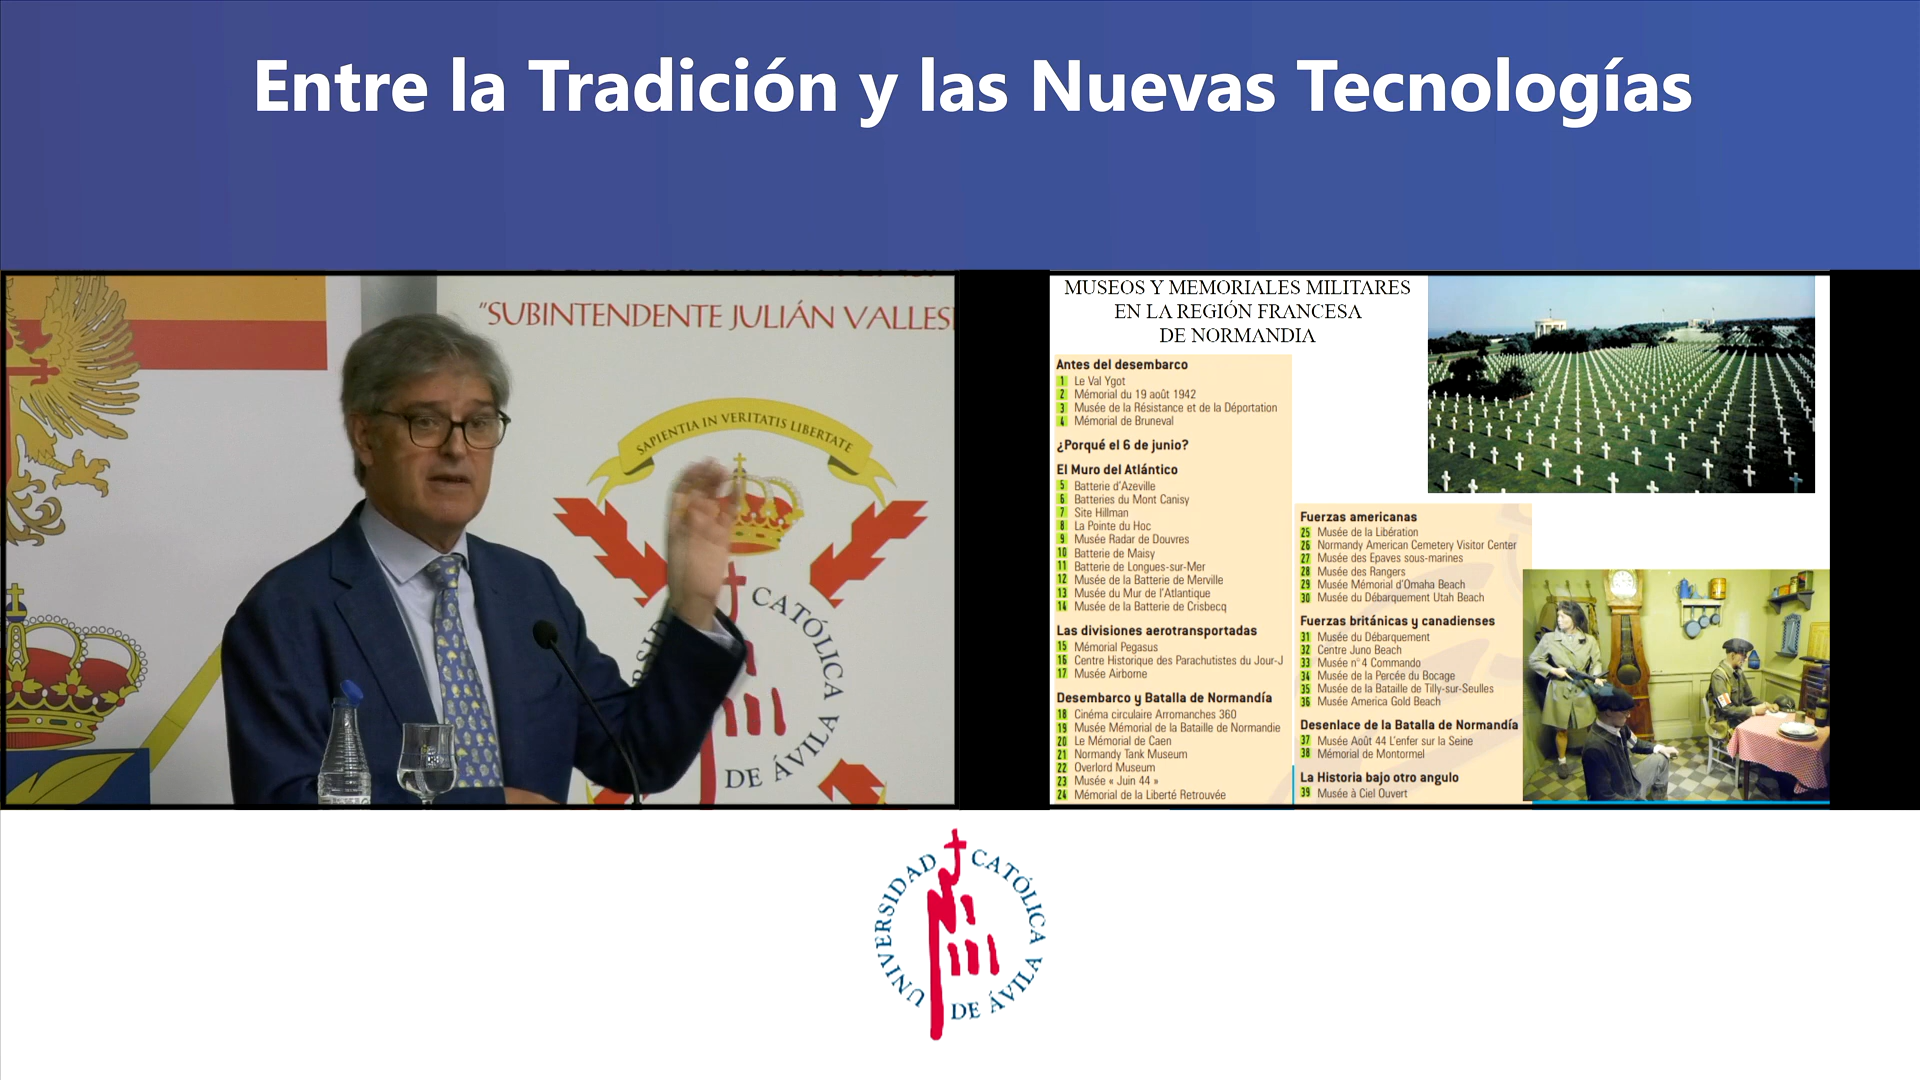 Entre la Tradición y las Nuevas Tecnologías
"SUBINTENDENTE JULIÁN VALLES
SAPIENTIA IN VERITATIS LIBERTATE
CATÓLICA
DE ÁVILA
MUSEOS Y MEMORIALES MILITARES
EN LA REGIÓN FRANCESA
DE NORMANDIA
Antes del desembarco
1 Le Val Ygot
2 Mémorial du 19 août 1942
3 Musée de la Résistance et de la Déportation
4 Mémorial de Bruneval
¿Porqué el 6 de junio?
El Muro del Atlántico
5 Batterie d'Azeville
6 Batteries du Mont Canisy
7 Site Hillman
8 La Pointe du Hoc
9 Musée Radar de Douvres
10 Batterie de Maisy
11 Batterie de Longues-sur-Mer
12 Musée de la Batterie de Merville
13 Musée du Mur de l'Atlantique
14 Musée de la Batterie de Crisbecq
Las divisiones aerotransportadas
15 Mémorial Pegasus
16 Centre Historique des Parachutistes du Jour-J
17 Musée Airborne
Desembarco y Batalla de Normandía
18 Cinéma circulaire Arromanches 360
19 Musée Mémorial de la Bataille de Normandie
20 Le Mémorial de Caen
21 Normandy Tank Museum
22 Overlord Museum
23 Musée « Juin 44 »
24 Mémorial de la Liberté Retrouvée
Fuerzas americanas
25 Musée de la Libération
26 Normandy American Cemetery Visitor Center
27 Musée des Epaves sous-marines
28 Musée des Rangers
29 Musée Mémorial d'Omaha Beach
30 Musée du Débarquement Utah Beach
Fuerzas británicas y canadienses
31 Musée du Débarquement
32 Centre Juno Beach
33 Musée n°4 Commando
34 Musée de la Percée du Bocage
35 Musée de la Bataille de Tilly-sur-Seulles
36 Musée America Gold Beach
Desenlace de la Batalla de Normandía
37 Musée Août 44 L'enfer sur la Seine
38 Mémorial de Montormel
La Historia bajo otro angulo
39 Musée à Ciel Ouvert
UNIVERSIDAD CATÓLICA DE ÁVILA